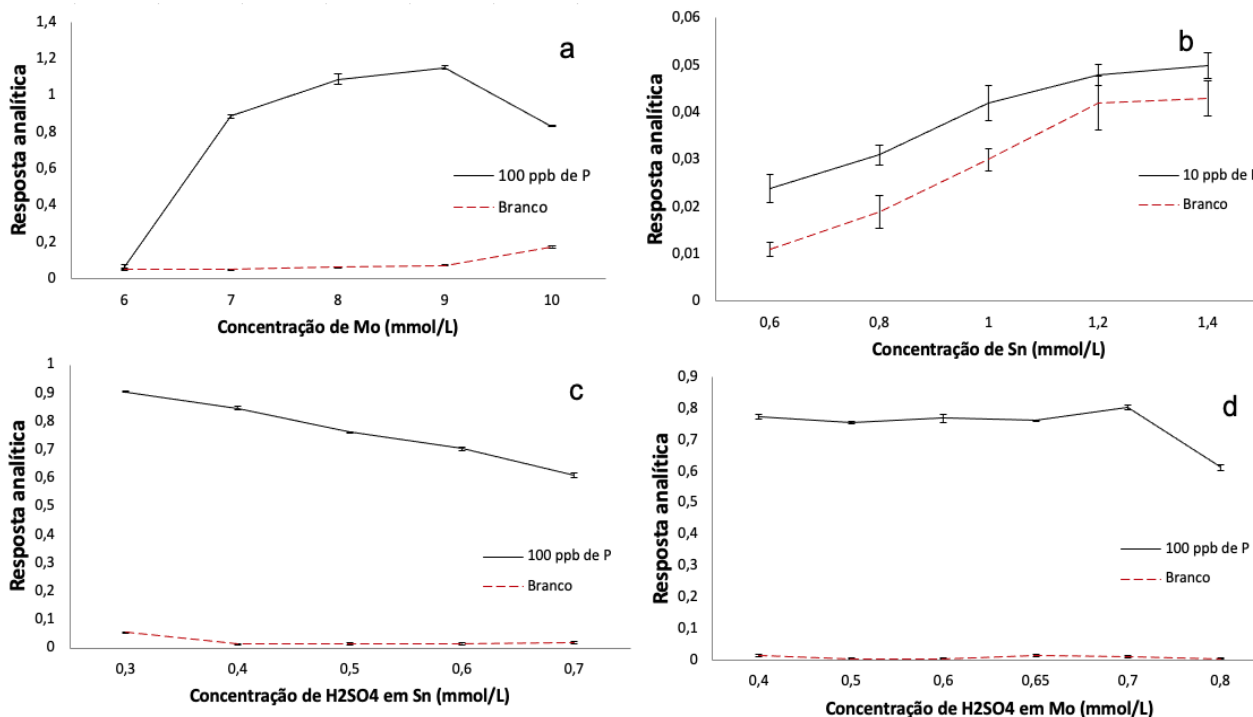 a
1,4
1,2
1
0,8
0,6
0,4
0,2
0
Resposta analítica
100 ppb de P
Branco
6 7 8 9 10
Concentração de Mo (mmol/L)
b
0,06
0,05
0,04
0,03
0,02
0,01
0
Resposta analítica
10 ppb de
Branco
0,6 0,8 1 1,2 1,4
Concentração de Sn (mmol/L)
c
1
0,9
0,8
0,7
0,6
0,5
0,4
0,3
0,2
0,1
0
Resposta analítica
100 ppb de P
Branco
0,3 0,4 0,5 0,6 0,7
Concentração de H2SO4 em Sn (mmol/L)
d
0,9
0,8
0,7
0,6
0,5
0,4
0,3
0,2
0,1
0
Resposta analítica
100 ppb de P
Branco
0,4 0,5 0,6 0,65 0,7 0,8
Concentração de H2SO4 em Mo (mmol/L)